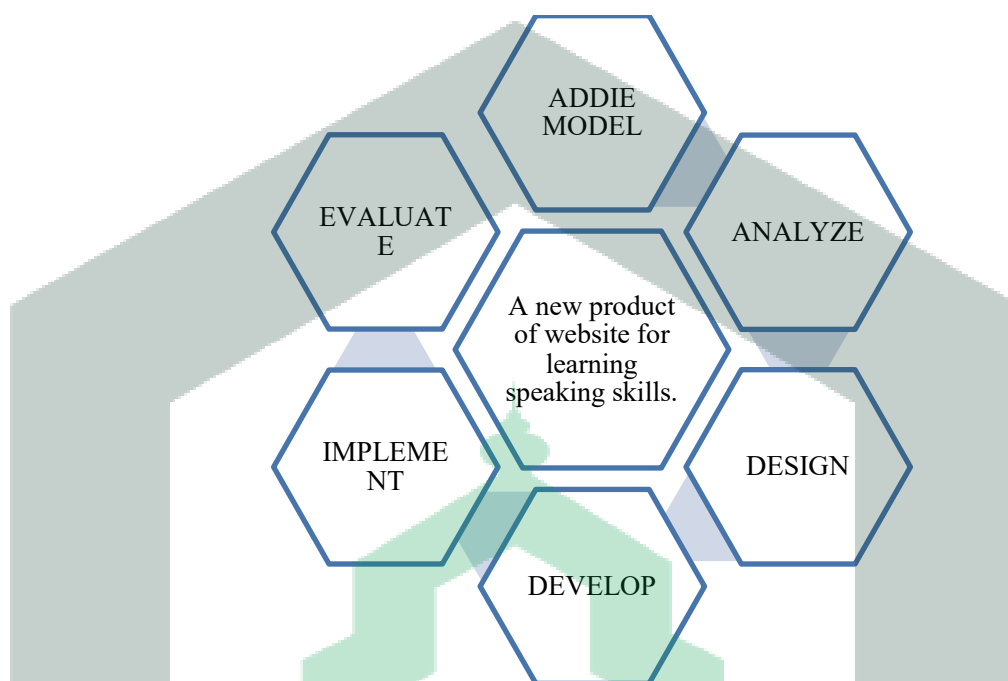 ADDIE
MODEL
ANALYZE
DESIGN
DEVELOP
IMPLEME
NT
EVALUAT
E
A new product
of website for
learning
speaking skills.